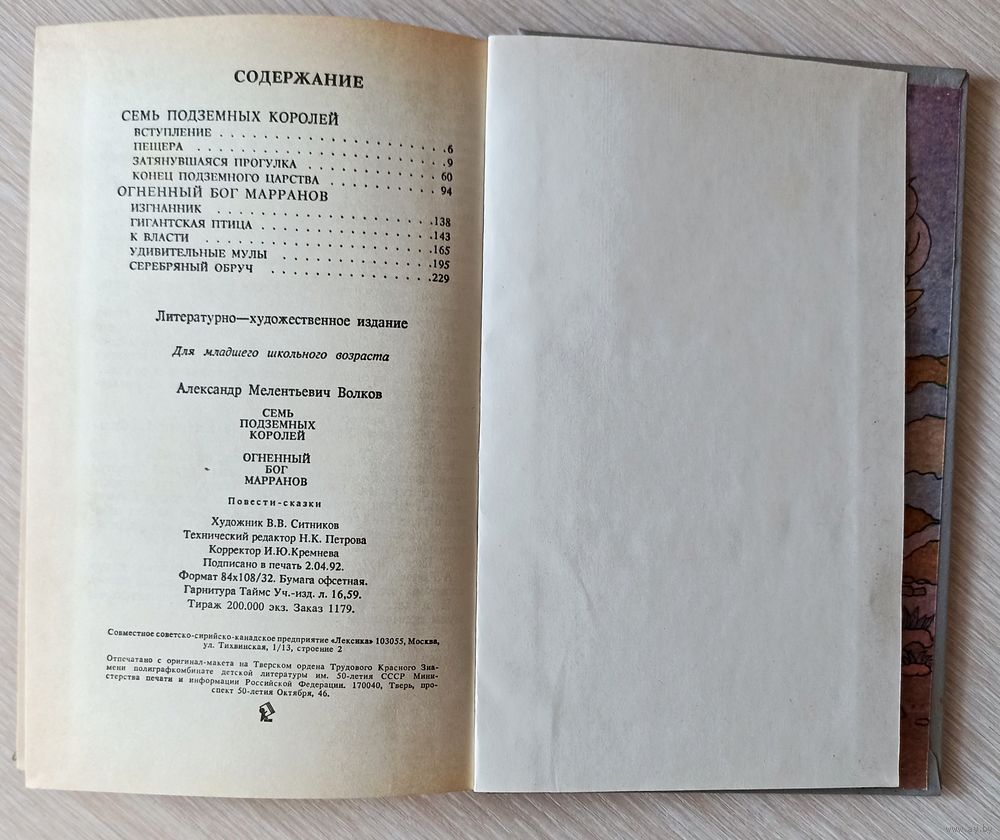 СОДЕРЖАНИЕ
СЕМЬ ПОДЗЕМНЫХ КОРОЛЕЙ
ВСТУПЛЕНИЕ . . . . . . . . . . . . . . . . . .6
ПЕЩЕРА . . . . . . . . . . . . . . . . . . . .9
ЗАТЯНУВШАЯСЯ ПРОГУЛКА . . . . . . . . . . 60
КОНЕЦ ПОДЗЕМНОГО ЦАРСТВА . . . . . . . . 94
ОГНЕННЫЙ БОГ МАРРАНОВ
ИЗГНАННИК . . . . . . . . . . . . . . . . .138
ГИГАНТСКАЯ ПТИЦА . . . . . . . . . . . . .143
К ВЛАСТИ . . . . . . . . . . . . . . . . . .165
УДИВИТЕЛЬНЫЕ МУЛЫ . . . . . . . . . . . .195
СЕРЕБРЯНЫЙ ОБРУЧ . . . . . . . . . . . . .229
Литературно—художественное издание
Для младшего школьного возраста
Александр Мелентьевич Волков
СЕМЬ
ПОДЗЕМНЫХ
КОРОЛЕЙ
ОГНЕННЫЙ
БОГ
МАРРАНОВ
Повести-сказки
Художник В.В. Ситников
Технический редактор Н.К. Петрова
Корректор И.Ю.Кремнева
Подписано в печать 2.04.92.
Формат 84х108/32. Бумага офсетная.
Гарнитура Таймс Уч.-изд. л. 16,59.
Тираж 200.000 экз. Заказ 1179.
Совместное советско-сирийско-канадское предприятие «Лексика» 103055, Москва,
ул. Тихвинская, 1/13, строение 2
Отпечатано с оригинал-макета на Тверском ордена Трудового Красного Зна-
мени полиграфкомбинате детской литературы им. 50-летия СССР Мини-
стерства печати и информации Российской Федерации. 170040, Тверь, про-
спект 50-летия Октября, 46.
www.ay.by